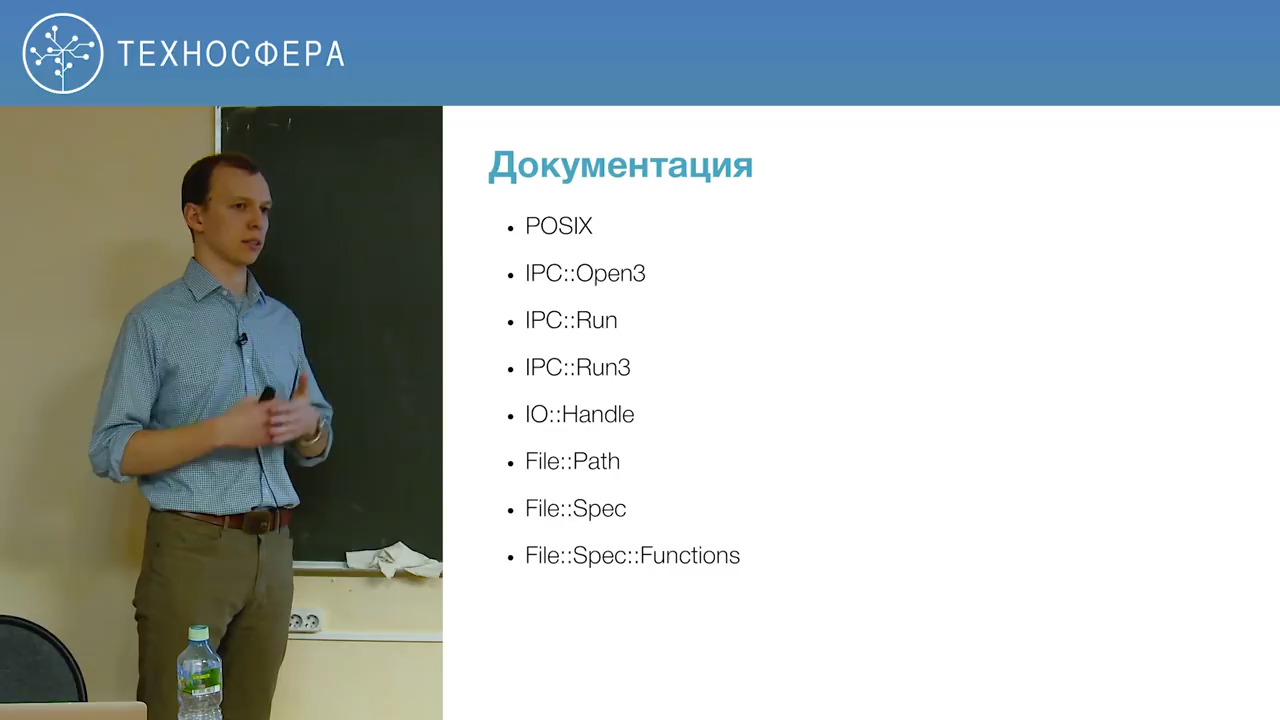 ТЕХНОСФЕРА
Документация
• POSIX
• IPC::Open3
• IPC::Run
• IPC::Run3
• IO::Handle
• File::Path
• File::Spec
• File::Spec::Functions